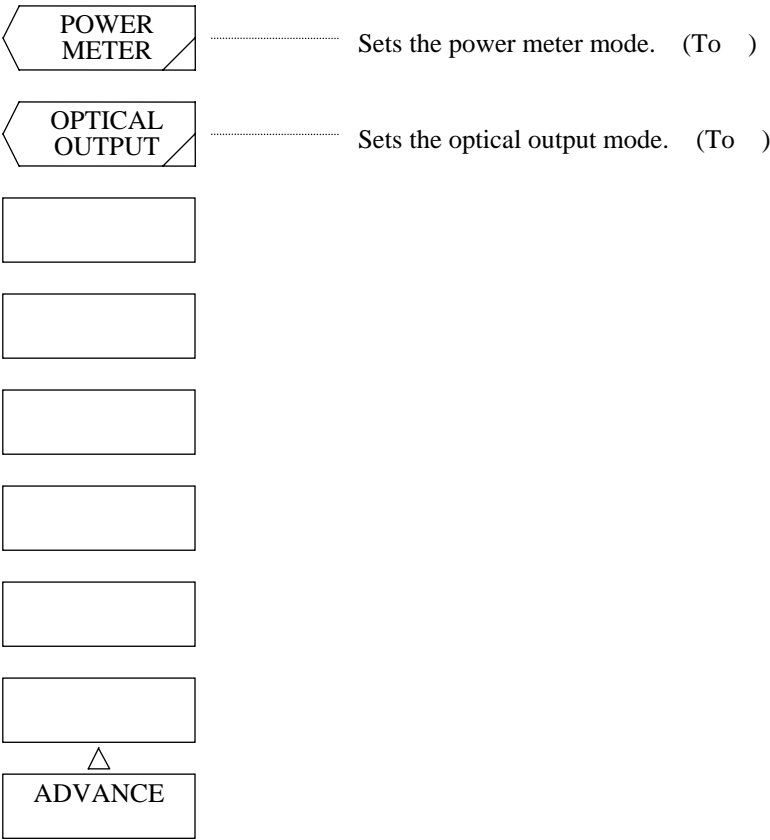 POWER
METER
Sets the power meter mode. (To )
OPTICAL
OUTPUT
Sets the optical output mode. (To )
ADVANCE